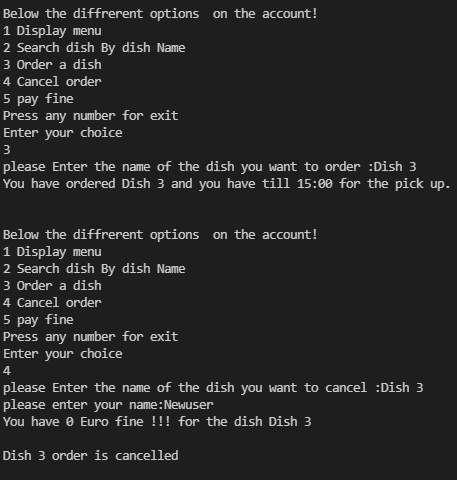 Below the diffrerent options  on the account!
1 Display menu
2 Search dish By dish Name
3 Order a dish
4 Cancel order
5 pay fine
Press any number for exit
Enter your choice
3
please Enter the name of the dish you want to order :Dish 3
You have ordered Dish 3 and you have till 15:00 for the pick up.
Below the diffrerent options  on the account!
1 Display menu
2 Search dish By dish Name
3 Order a dish
4 Cancel order
5 pay fine
Press any number for exit
Enter your choice
4
please Enter the name of the dish you want to cancel :Dish 3
please enter your name:Newuser
You have 0 Euro fine !!! for the dish Dish 3
Dish 3 order is cancelled